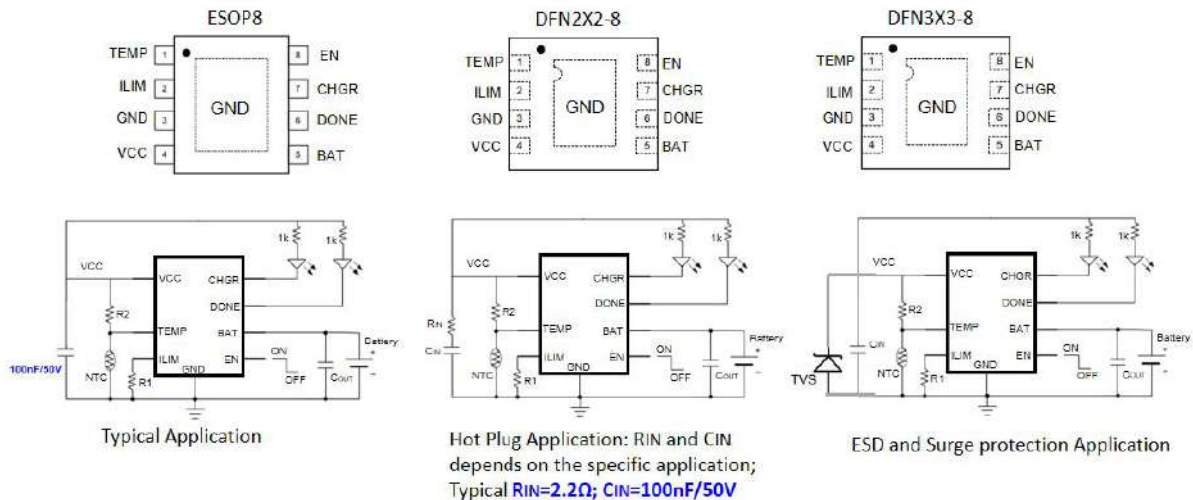 ESOP8
TEMP 1
ILIM 2
GND 3
VCC 4
GND
8 EN
7 CHGR
6 DONE
5 BAT
DFN2X2-8
TEMP 1
ILIM 2
GND 3
VCC 4
GND
8 EN
7 CHGR
6 DONE
5 BAT
DFN3X3-8
TEMP 1
ILIM 2
GND 3
VCC 4
GND
8 EN
7 CHGR
6 DONE
5 BAT
1k 1k
VCC
VCC CHGR
R2
DONE
TEMP BAT
Battery
+
ILIM EN
ON
OFF
100nF/50V
NTC
R1
GND
COUT
Typical Application
1k 1k
VCC
VCC CHGR
R2
DONE
RIN
TEMP BAT
Battery
+
CIN
ILIM EN
ON
OFF
NTC
R1
GND
COUT
Hot Plug Application: RIN and CIN
depends on the specific application;
Typical RIN=2.2Ω; CIN=100nF/50V
1k 1k
VCC
VCC CHGR
R2
DONE
TEMP BAT
Battery
+
CIN
ILIM EN
ON
OFF
TVS
NTC
R1
GND
COUT
ESD and Surge protection Application